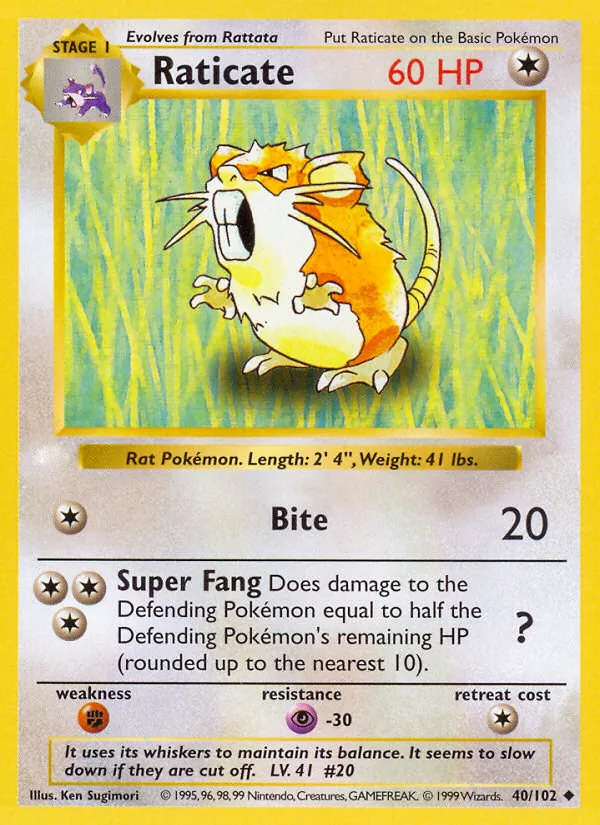 STAGE 1
Evolves from Rattata
Put Raticate on the Basic Pokémon
Raticate
60 HP
Rat Pokémon. Length: 2' 4", Weight: 41 lbs.
Bite
20
Super Fang Does damage to the
Defending Pokémon equal to half the
Defending Pokémon's remaining HP
(rounded up to the nearest 10).
?
weakness
resistance
retreat cost
-30
It uses its whiskers to maintain its balance. It seems to slow
down if they are cut off. LV. 41 #20
Illus. Ken Sugimori
© 1995, 96, 98, 99 Nintendo, Creatures, GAMEFREAK. © 1999 Wizards.
40/102